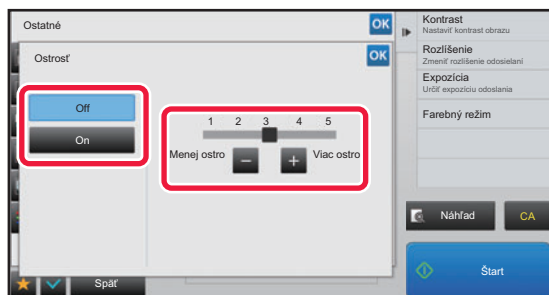 Ostatné
OK
Ostrosť
OK
Off
On
1 2 3 4 5
Menej ostro
Viac ostro
Kontrast
Nastaviť kontrast obrazu
Rozlíšenie
Zmeniť rozlíšenie odosielaní
Expozícia
Určiť expozíciu odoslania
Farebný režim
Náhľad
CA
Štart
Späť